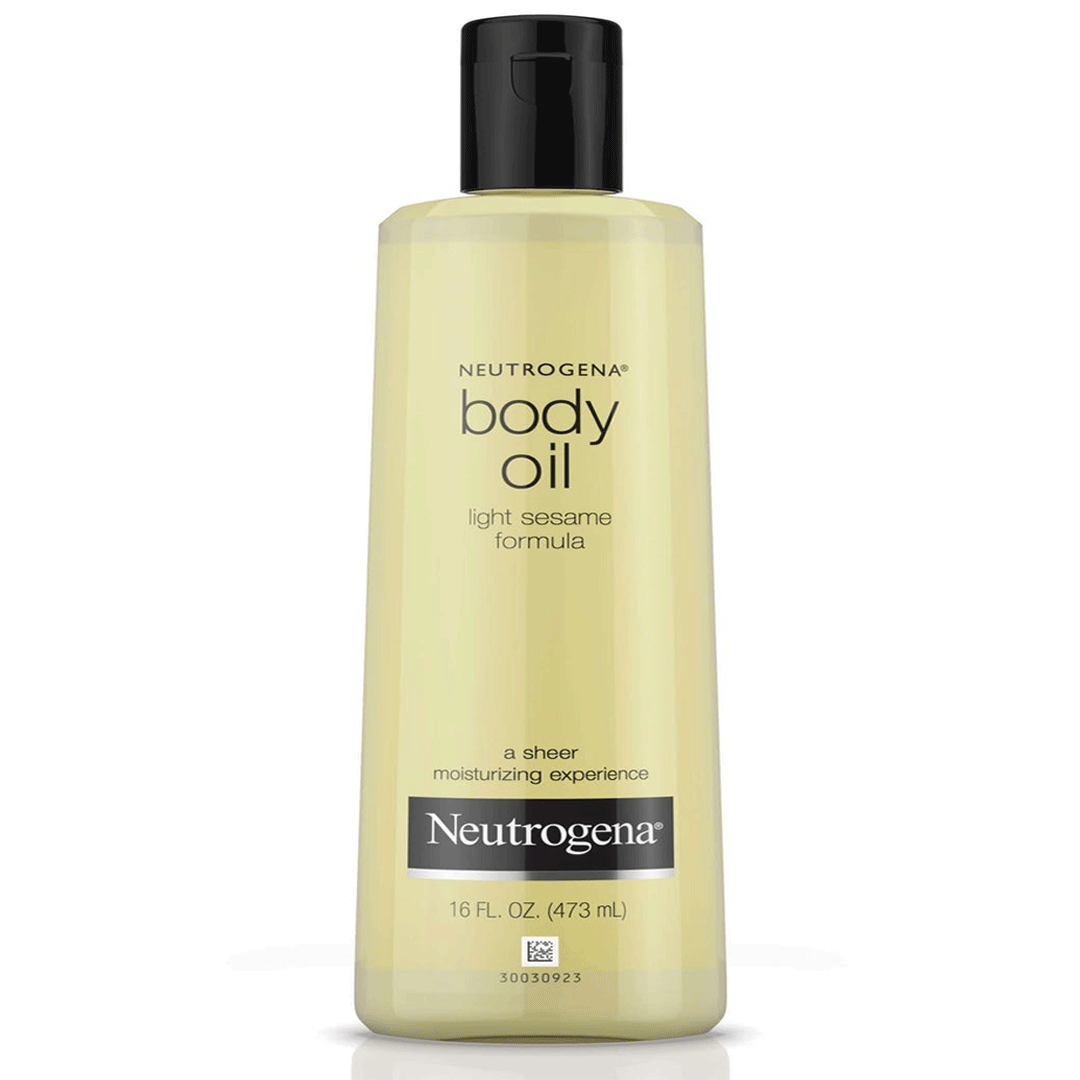 NEUTROGENA®
body
oil
light sesame
formula
a sheer
moisturizing experience
Neutrogena®
16 FL. OZ. (473 mL)
30030923